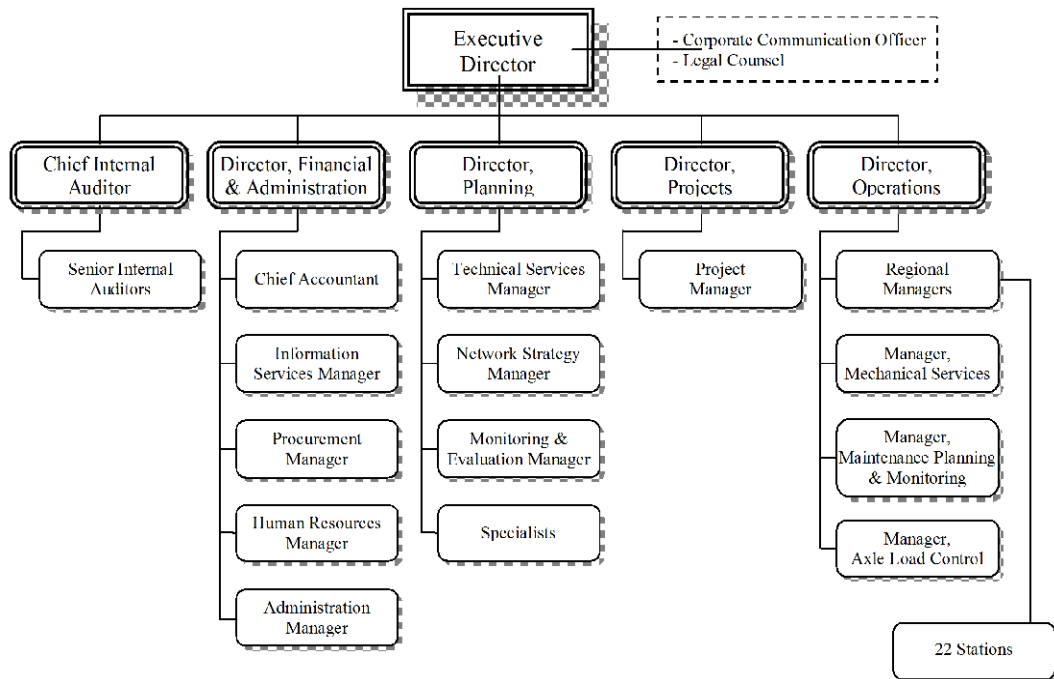 Executive
Director
- Corporate Communication Officer
- Legal Counsel
Chief Internal
Auditor
Director, Financial
& Administration
Director,
Planning
Director,
Projects
Director,
Operations
Senior Internal
Auditors
Chief Accountant
Information
Services Manager
Procurement
Manager
Human Resources
Manager
Administration
Manager
Technical Services
Manager
Network Strategy
Manager
Monitoring &
Evaluation Manager
Specialists
Project
Manager
Regional
Managers
Manager,
Mechanical Services
Manager,
Maintenance Planning
& Monitoring
Manager,
Axle Load Control
22 Stations